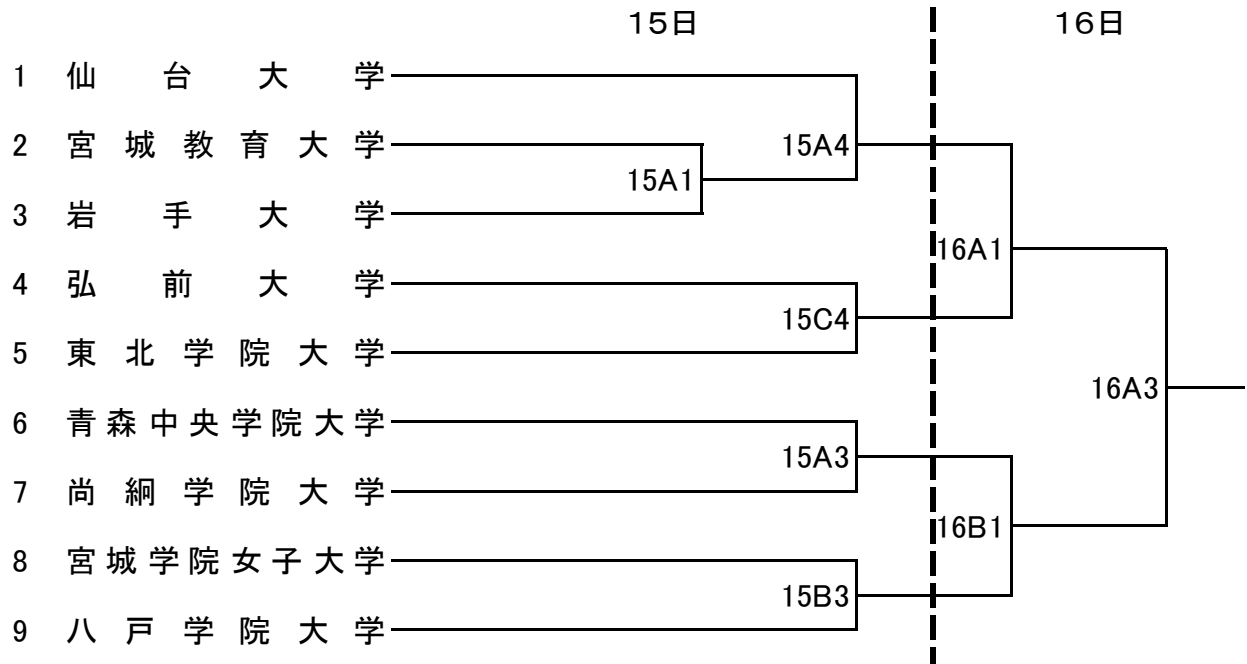 15日 16日
1 仙台大学
2 宮城教育大学 15A4
15A1
3 岩手大学
16A1
4 弘前大学
15C4
5 東北学院大学
16A3
6 青森中央学院大学
15A3
7 尚絅学院大学
16B1
8 宮城学院女子大学
15B3
9 八戸学院大学